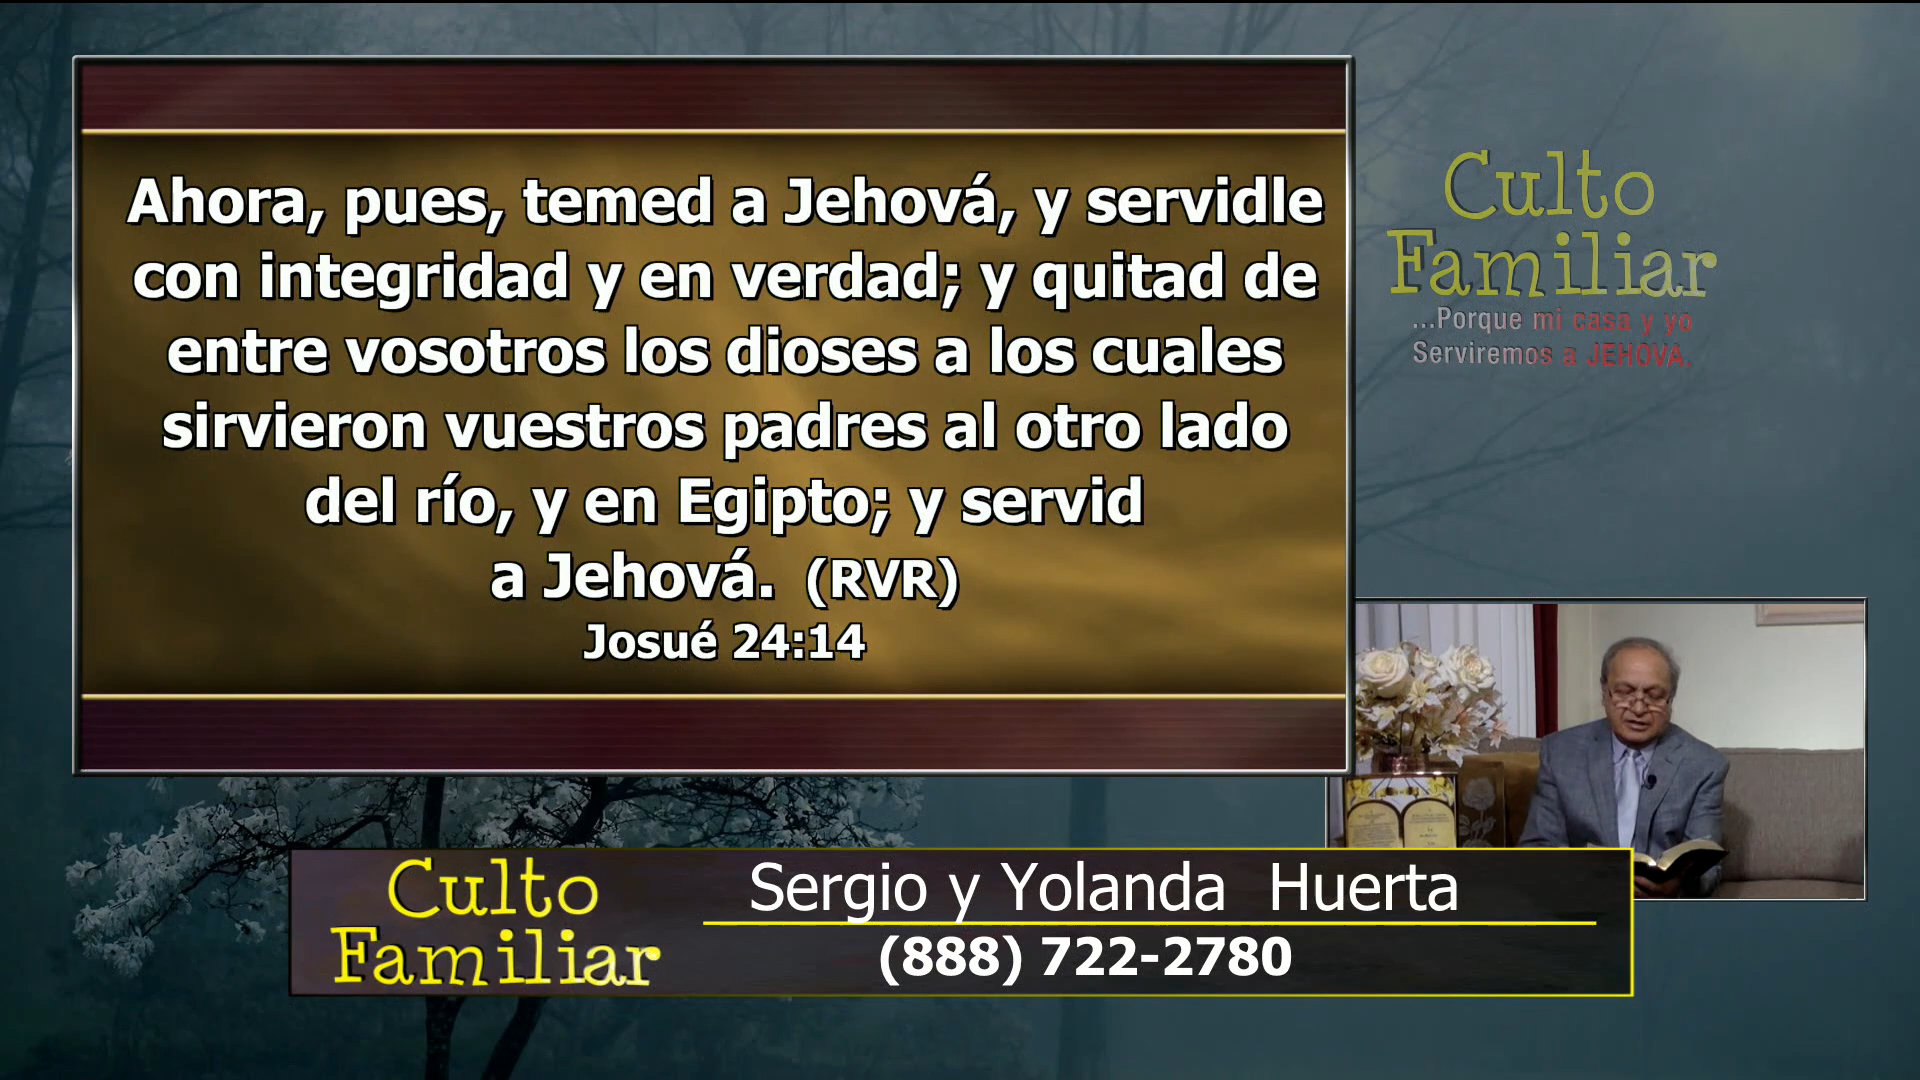 Ahora, pues, temed a Jehová, y servidle
con integridad y en verdad; y quitad de
entre vosotros los dioses a los cuales
sirvieron vuestros padres al otro lado
del río, y en Egipto; y servid
a Jehová. (RVR)
Josué 24:14
Culto
Familiar
...Porque mi casa y yo
Serviremos a JEHOVA.
Culto
Familiar
Sergio y Yolanda Huerta
(888) 722-2780